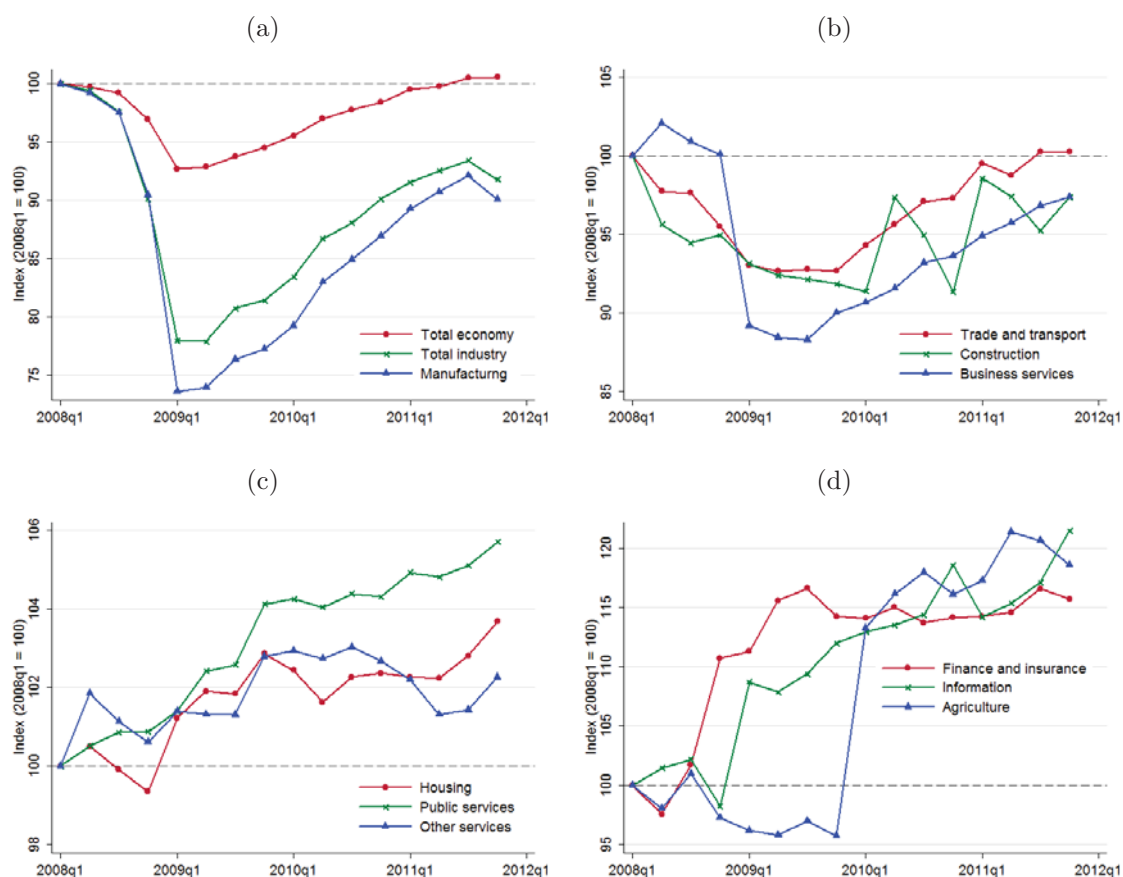 (a)
Index (2008q1 = 100)
100
95
90
85
80
75
Total economy
Total industry
Manufacturng
2008q1 2009q1 2010q1 2011q1 2012q1
(b)
Index (2008q1 = 100)
105
100
95
90
85
Trade and transport
Construction
Business services
2008q1 2009q1 2010q1 2011q1 2012q1
(c)
Index (2008q1 = 100)
106
104
102
100
98
Housing
Public services
Other services
2008q1 2009q1 2010q1 2011q1 2012q1
(d)
Index (2008q1 = 100)
120
115
110
105
100
95
Finance and insurance
Information
Agriculture
2008q1 2009q1 2010q1 2011q1 2012q1